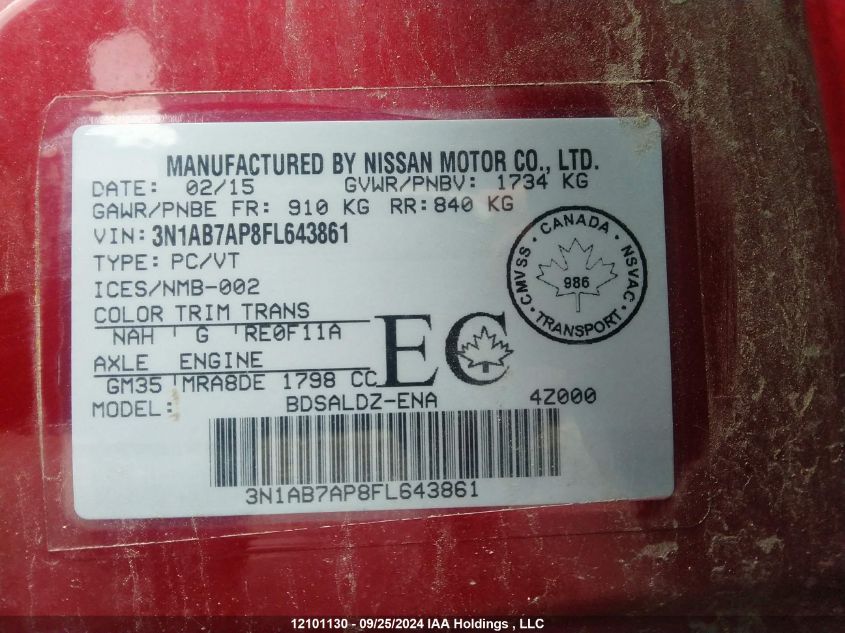 MANUFACTURED BY NISSAN MOTOR CO., LTD.
DATE: 02/15 GVWR/PNBV: 1734 KG
GAWR/PNBE FR: 910 KG RR: 840 KG
VIN: 3N1AB7AP8FL643861
TYPE: PC/VT
ICES/NMB-002
COLOR TRIM TRANS
NAH G RE0F11A
AXLE ENGINE
GM35 MRA8DE 1798 CC
EC
CANADA · NSVAC · TRANSPORT · CMVSS
986
MODEL: BDSALDZ-ENA 4Z000
3N1AB7AP8FL643861
12101130 - 09/25/2024 IAA Holdings , LLC